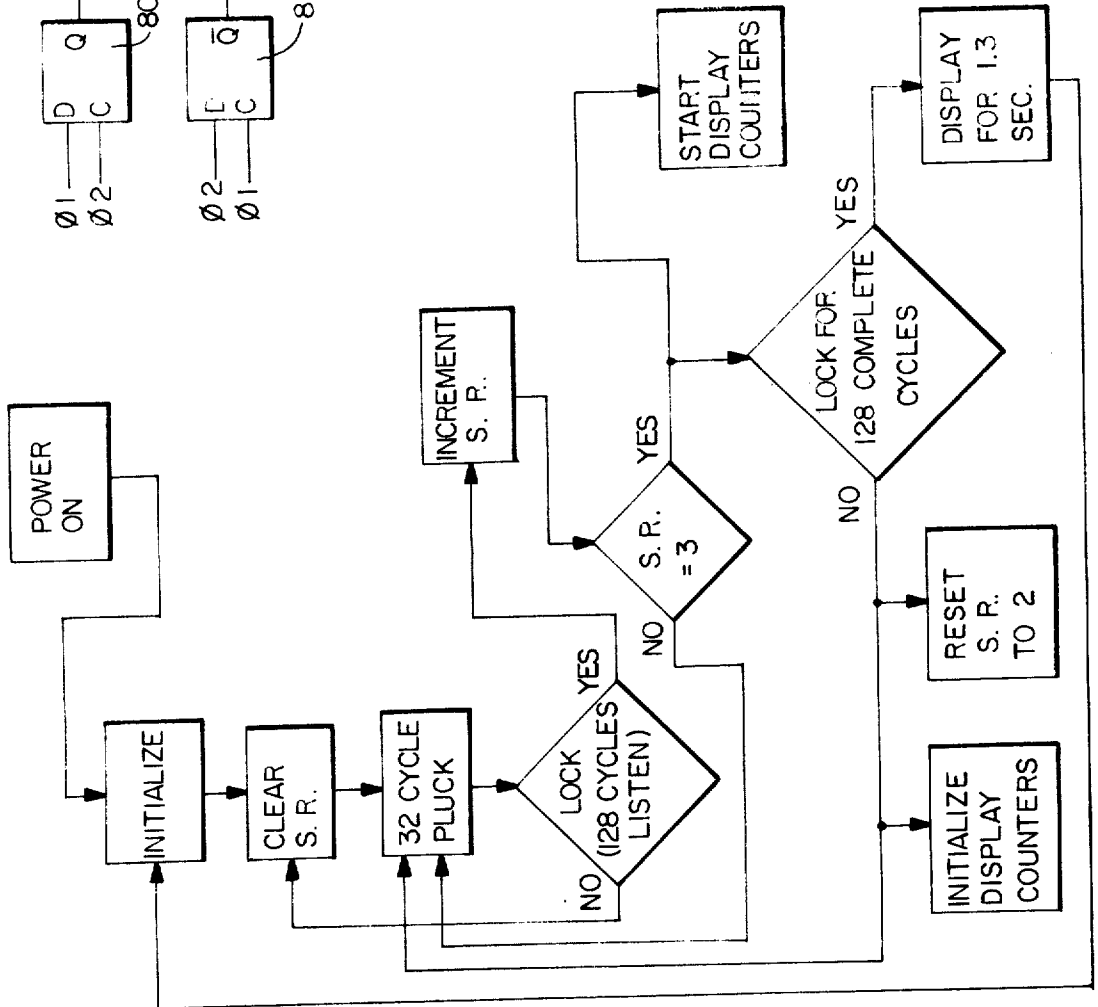 Ø1
D
Q
C
Ø2
80
Ø2
Q̅
C
Ø1
8
POWER
ON
INITIALIZE
CLEAR
S. R.
32 CYCLE
PLUCK
LOCK
(128 CYCLES
LISTEN)
NO
YES
INCREMENT
S. R.
S. R.
= 3
NO
YES
START
DISPLAY
COUNTERS
LOCK FOR
128 COMPLETE
CYCLES
NO
YES
DISPLAY
FOR 1.3
SEC.
RESET
S. R.
TO 2
INITIALIZE
DISPLAY
COUNTERS